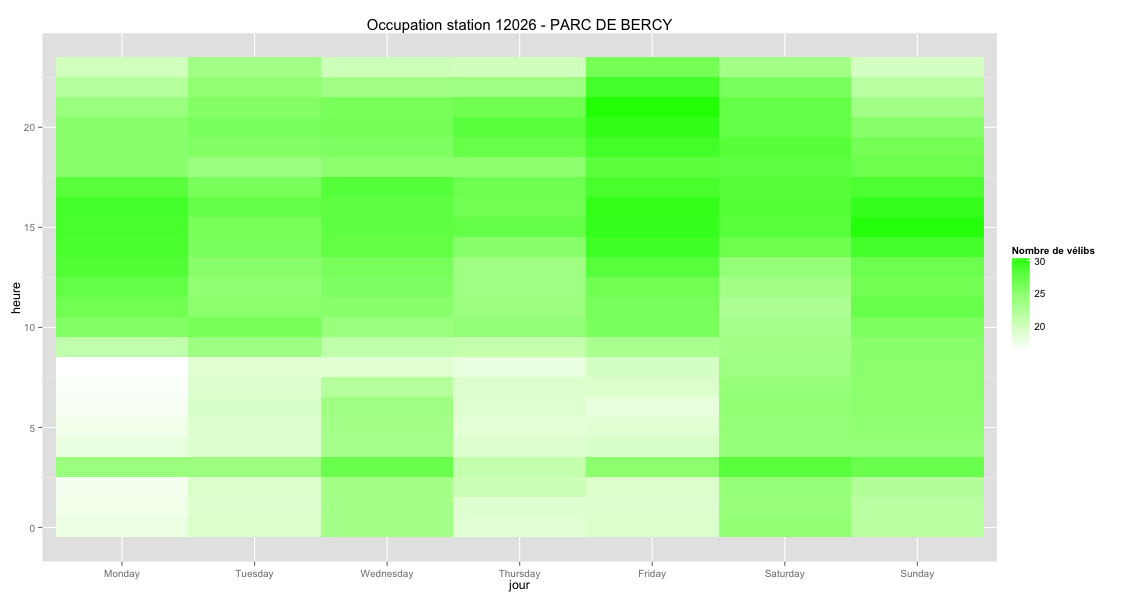 Occupation station 12026 - PARC DE BERCY
heure
20
15
10
5
0
Monday Tuesday Wednesday Thursday Friday Saturday Sunday
jour
Nombre de vélibs
30
25
20